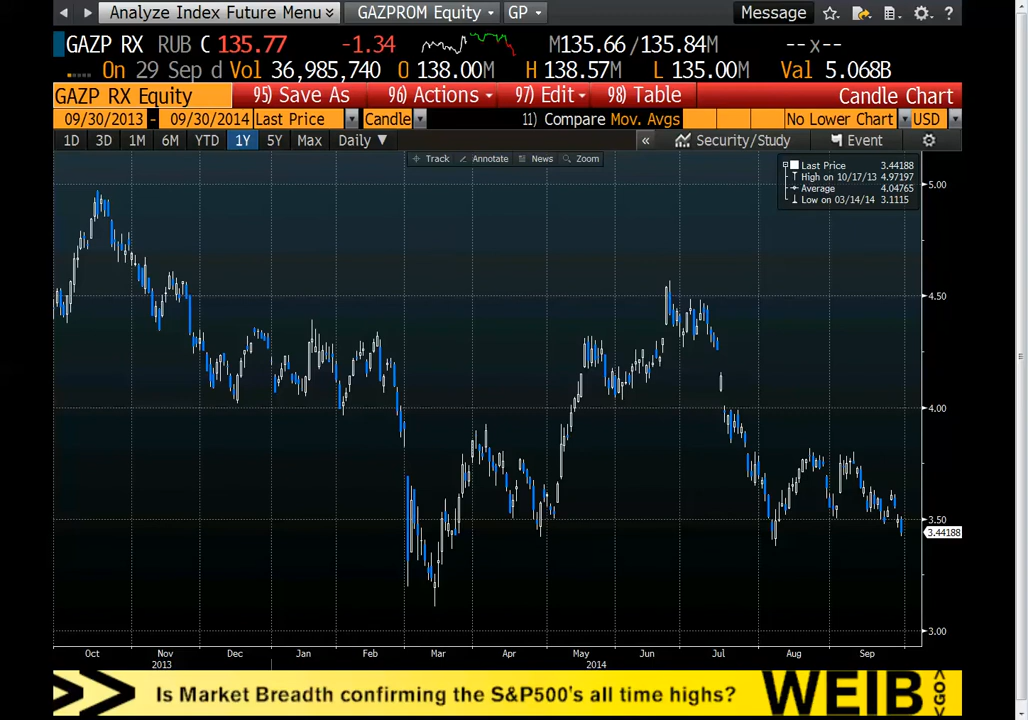 Analyze Index Future Menu GAZPROM Equity GP Message ?
GAZP RX RUB C 135.77 -1.34 M135.66 /135.84M --x--
On 29 Sep d Vol 36,985,740 O 138.00M H 138.57M L 135.00M Val 5.068B
GAZP RX Equity 95) Save As 96) Actions 97) Edit 98) Table Candle Chart
09/30/2013 - 09/30/2014 Last Price Candle 11) Compare Mov. Avgs No Lower Chart USD
1D 3D 1M 6M YTD 1Y 5Y Max Daily ▼ « Security/Study Event
Track Annotate News Zoom
Last Price 3.44188
High on 10/17/13 4.97197
Average 4.04765
Low on 03/14/14 3.1115
5.00
4.50
4.00
3.50
3.44188
3.00
Oct Nov Dec Jan Feb Mar Apr May Jun Jul Aug Sep
2013 2014
Is Market Breadth confirming the S&P500's all time highs? WEIB <GO>